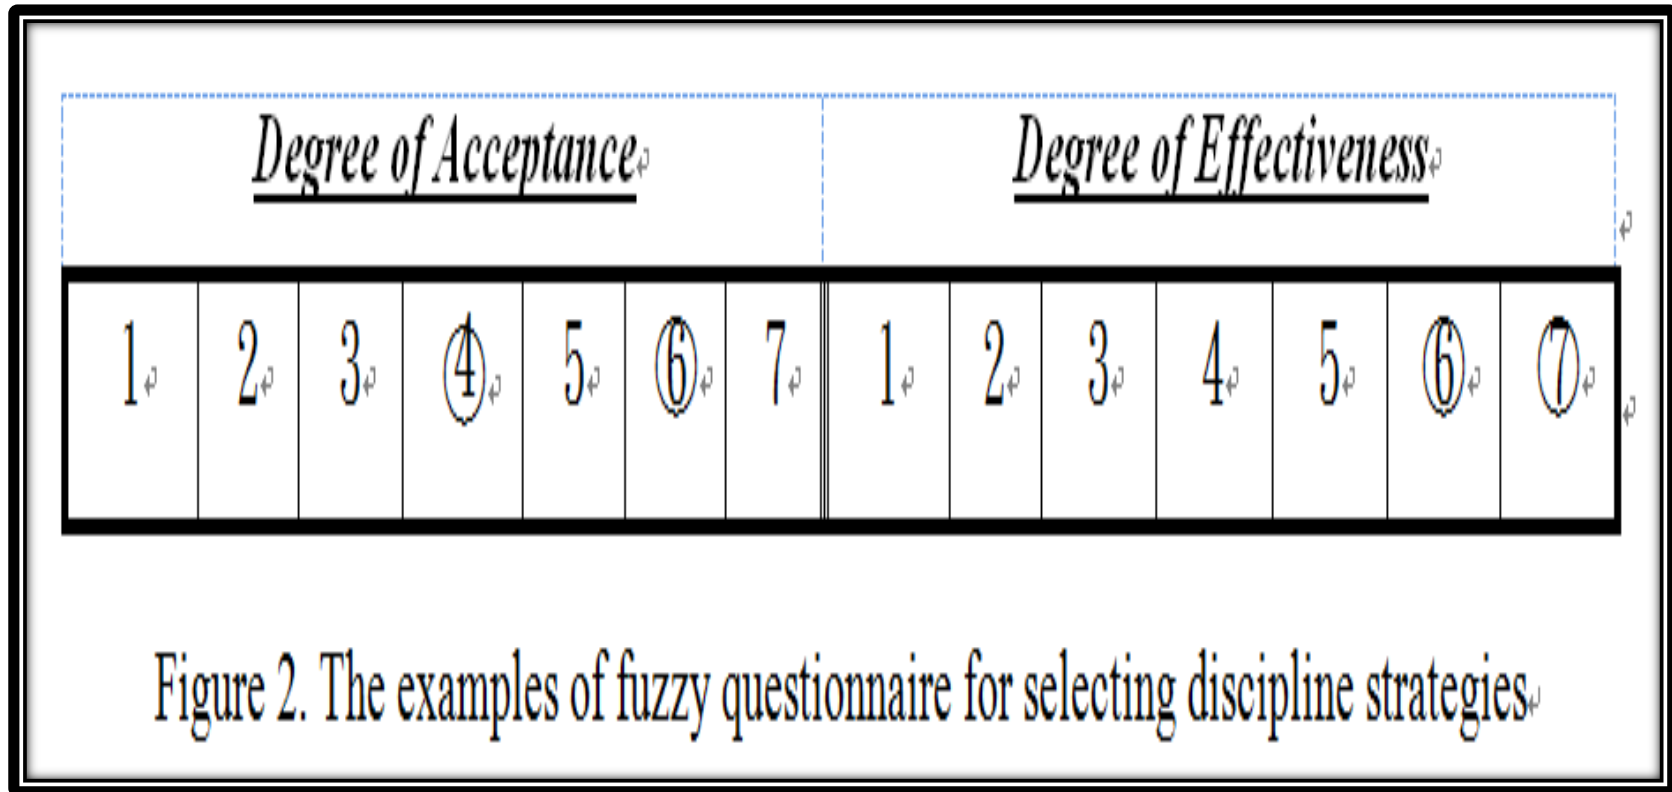 Degree of Acceptance↵ Degree of Effectiveness↵ ↵
1↵ 2↵ 3↵ ④↵ 5↵ ⑥↵ 7↵ 1↵ 2↵ 3↵ 4↵ 5↵ ⑥↵ ⑦↵ ↵
Figure 2. The examples of fuzzy questionnaire for selecting discipline strategies↵